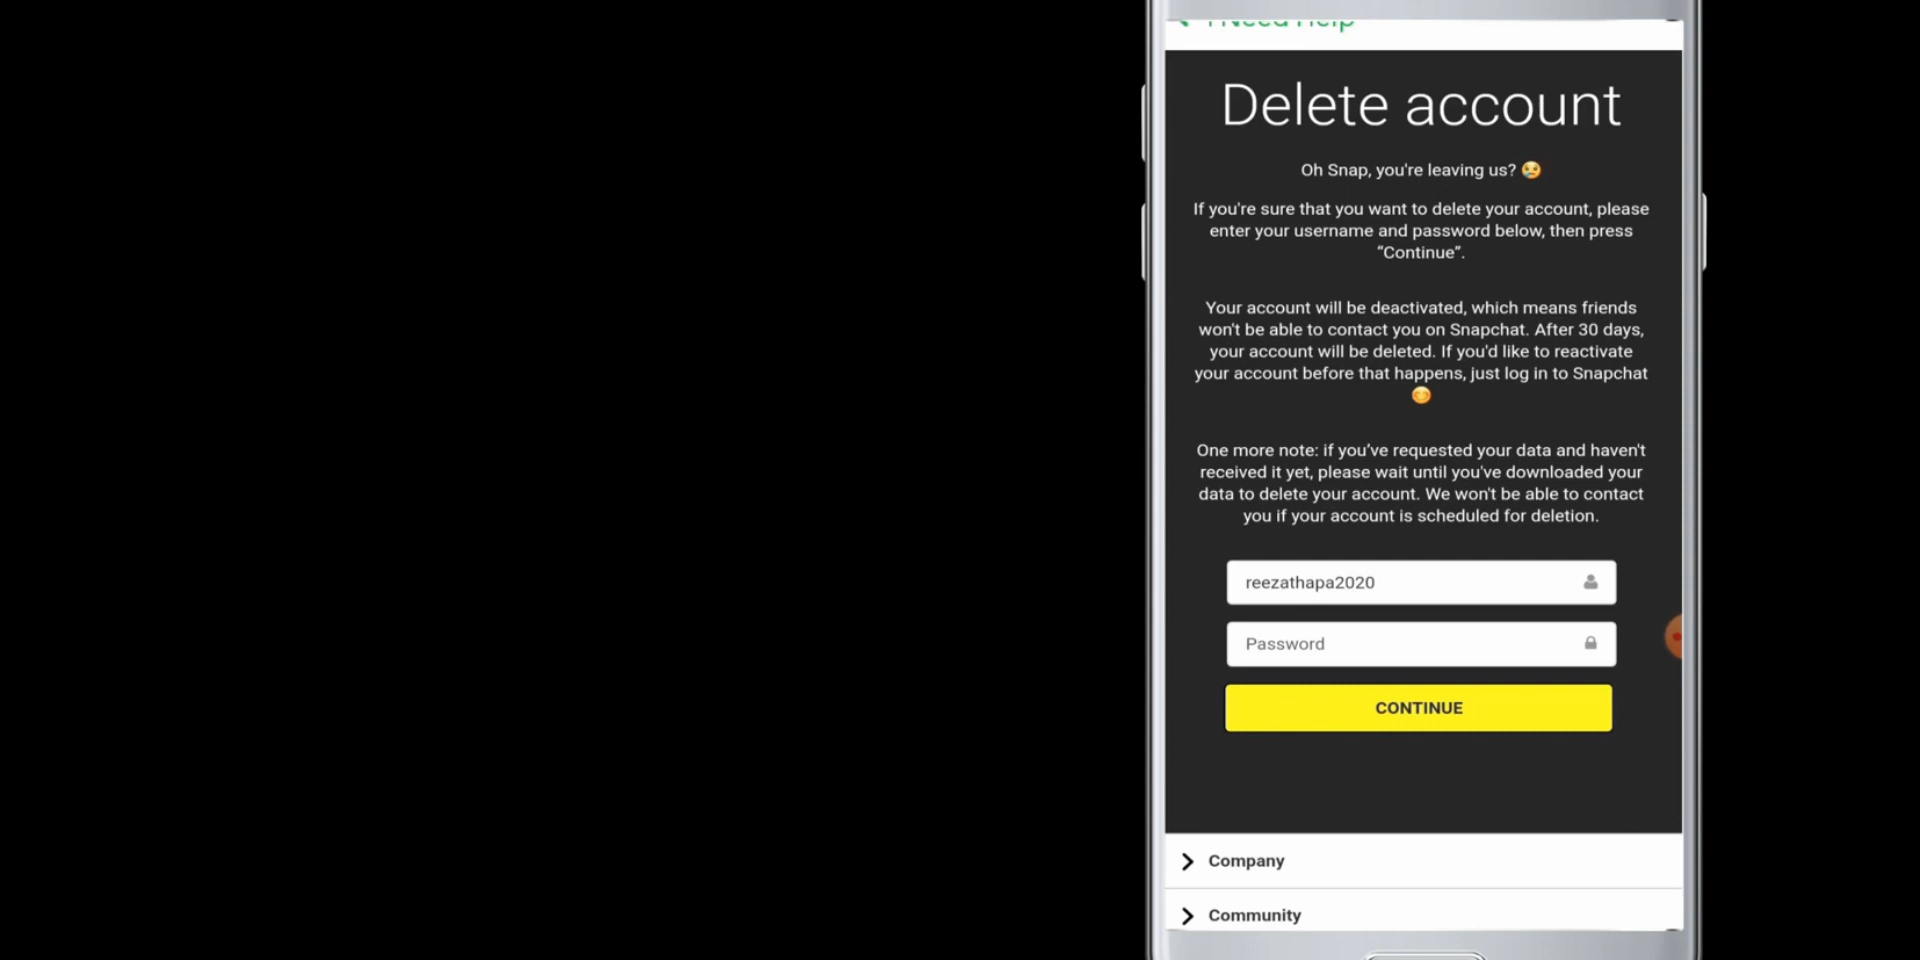 I Need Help
Delete account
Oh Snap, you're leaving us? 😢
If you're sure that you want to delete your account, please
enter your username and password below, then press
“Continue”.
Your account will be deactivated, which means friends
won't be able to contact you on Snapchat. After 30 days,
your account will be deleted. If you'd like to reactivate
your account before that happens, just log in to Snapchat
😊
One more note: if you’ve requested your data and haven't
received it yet, please wait until you've downloaded your
data to delete your account. We won't be able to contact
you if your account is scheduled for deletion.
reezathapa2020
Password
CONTINUE
Company
Community